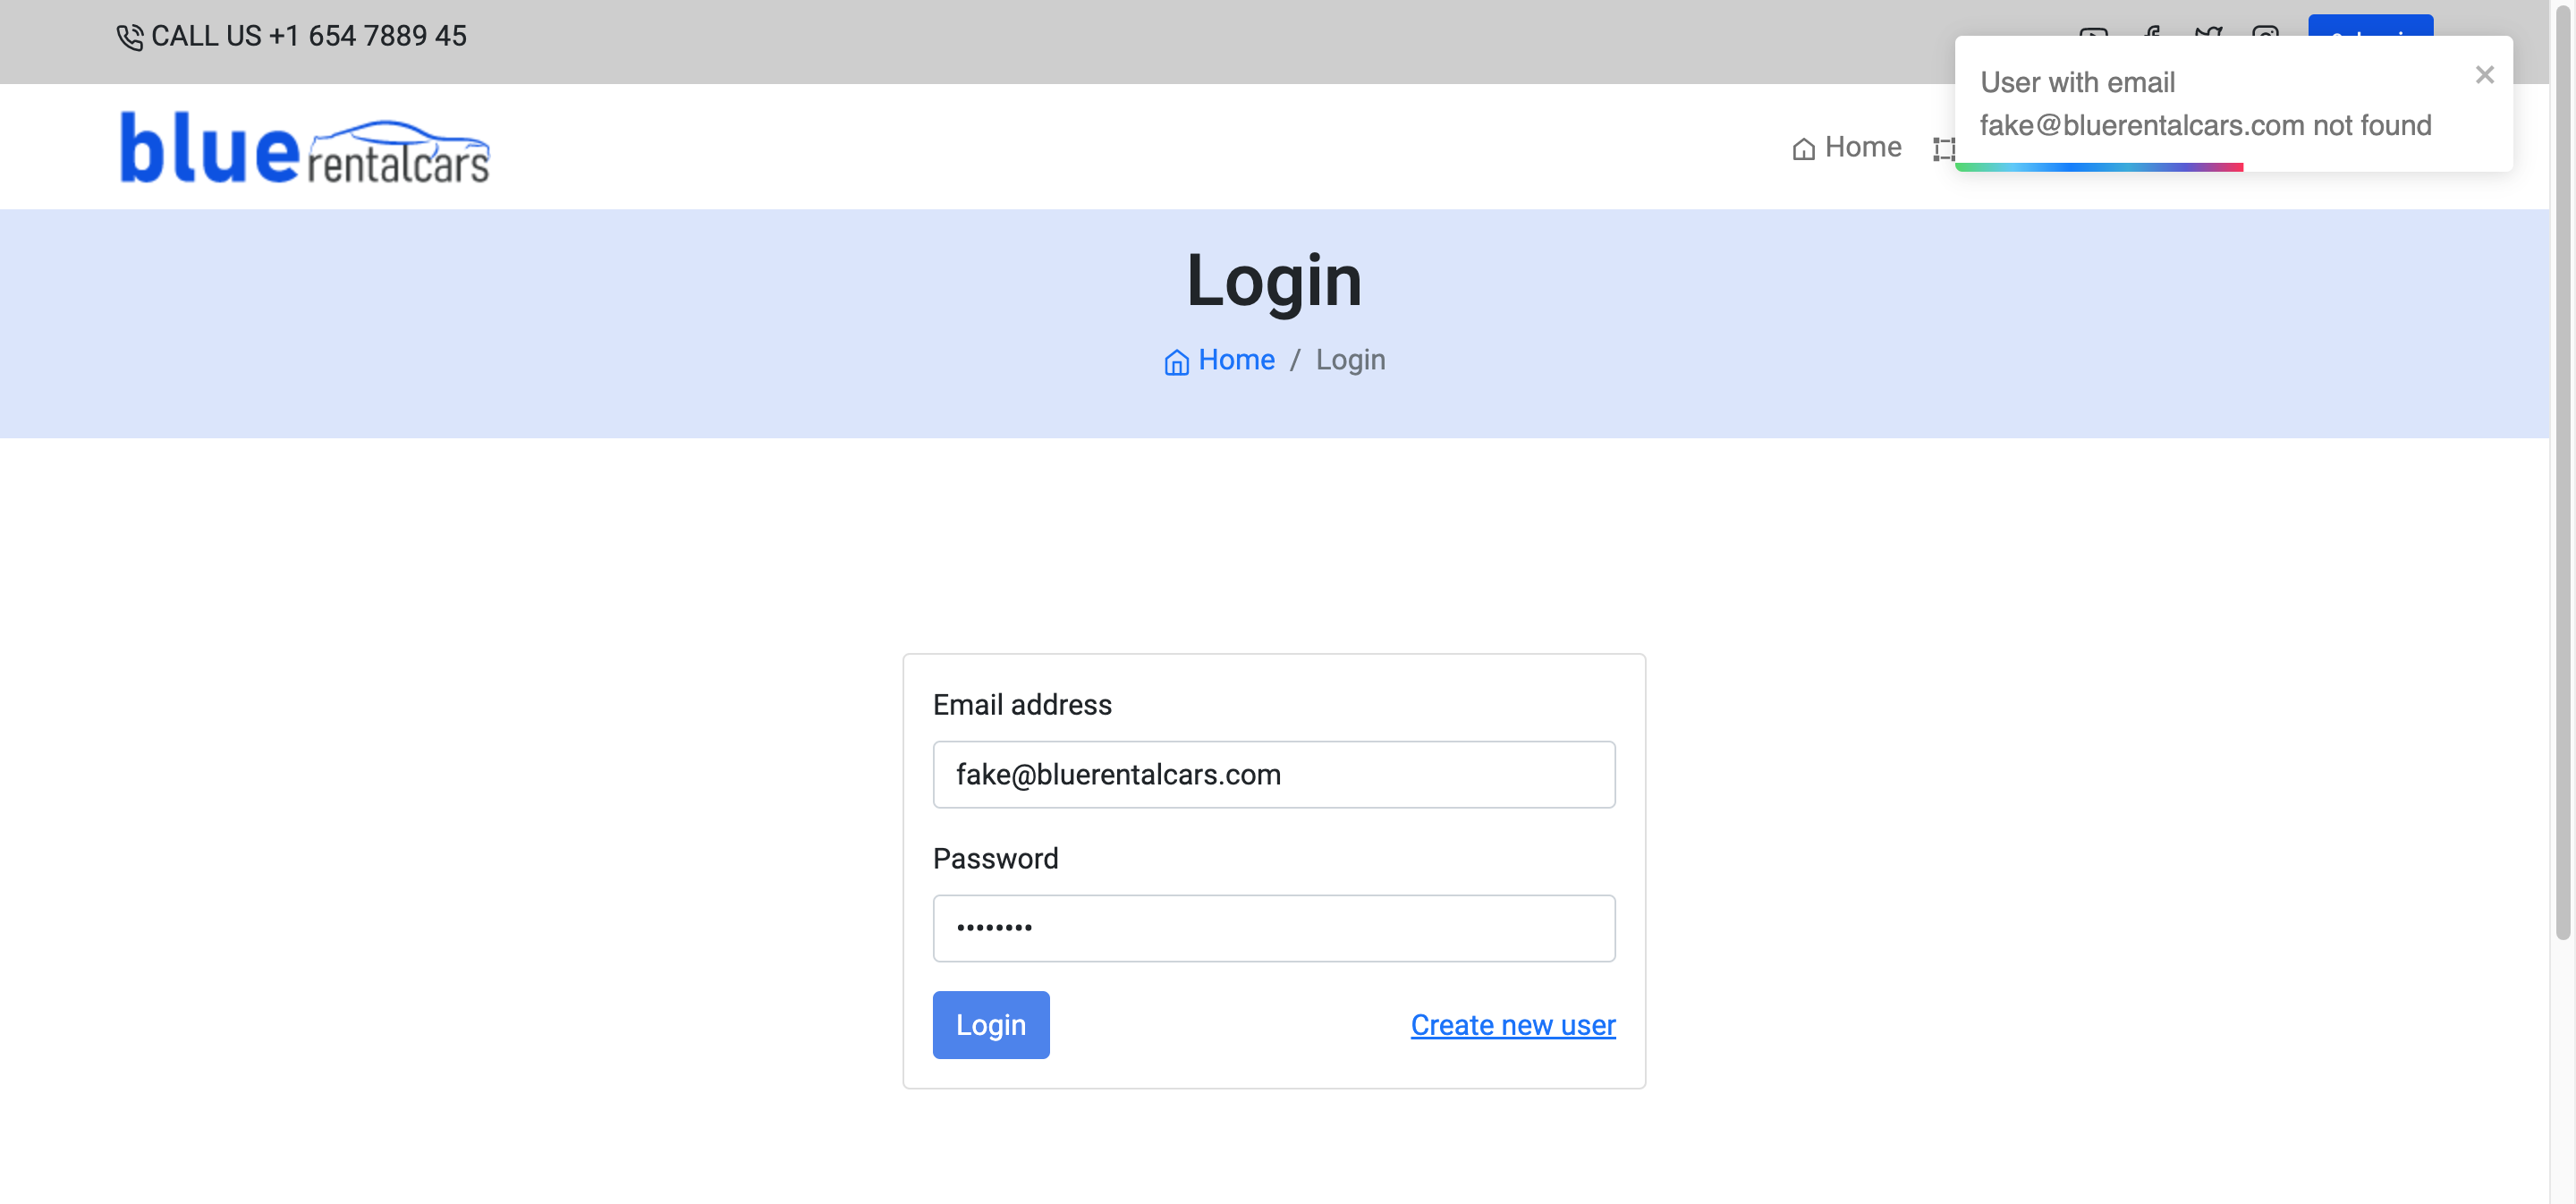 CALL US +1 654 7889 45
User with email
fake@bluerentalcars.com not found
blue rentalcars
Home
Login
Home / Login
Email address
fake@bluerentalcars.com
Password
••••••••
Login
Create new user